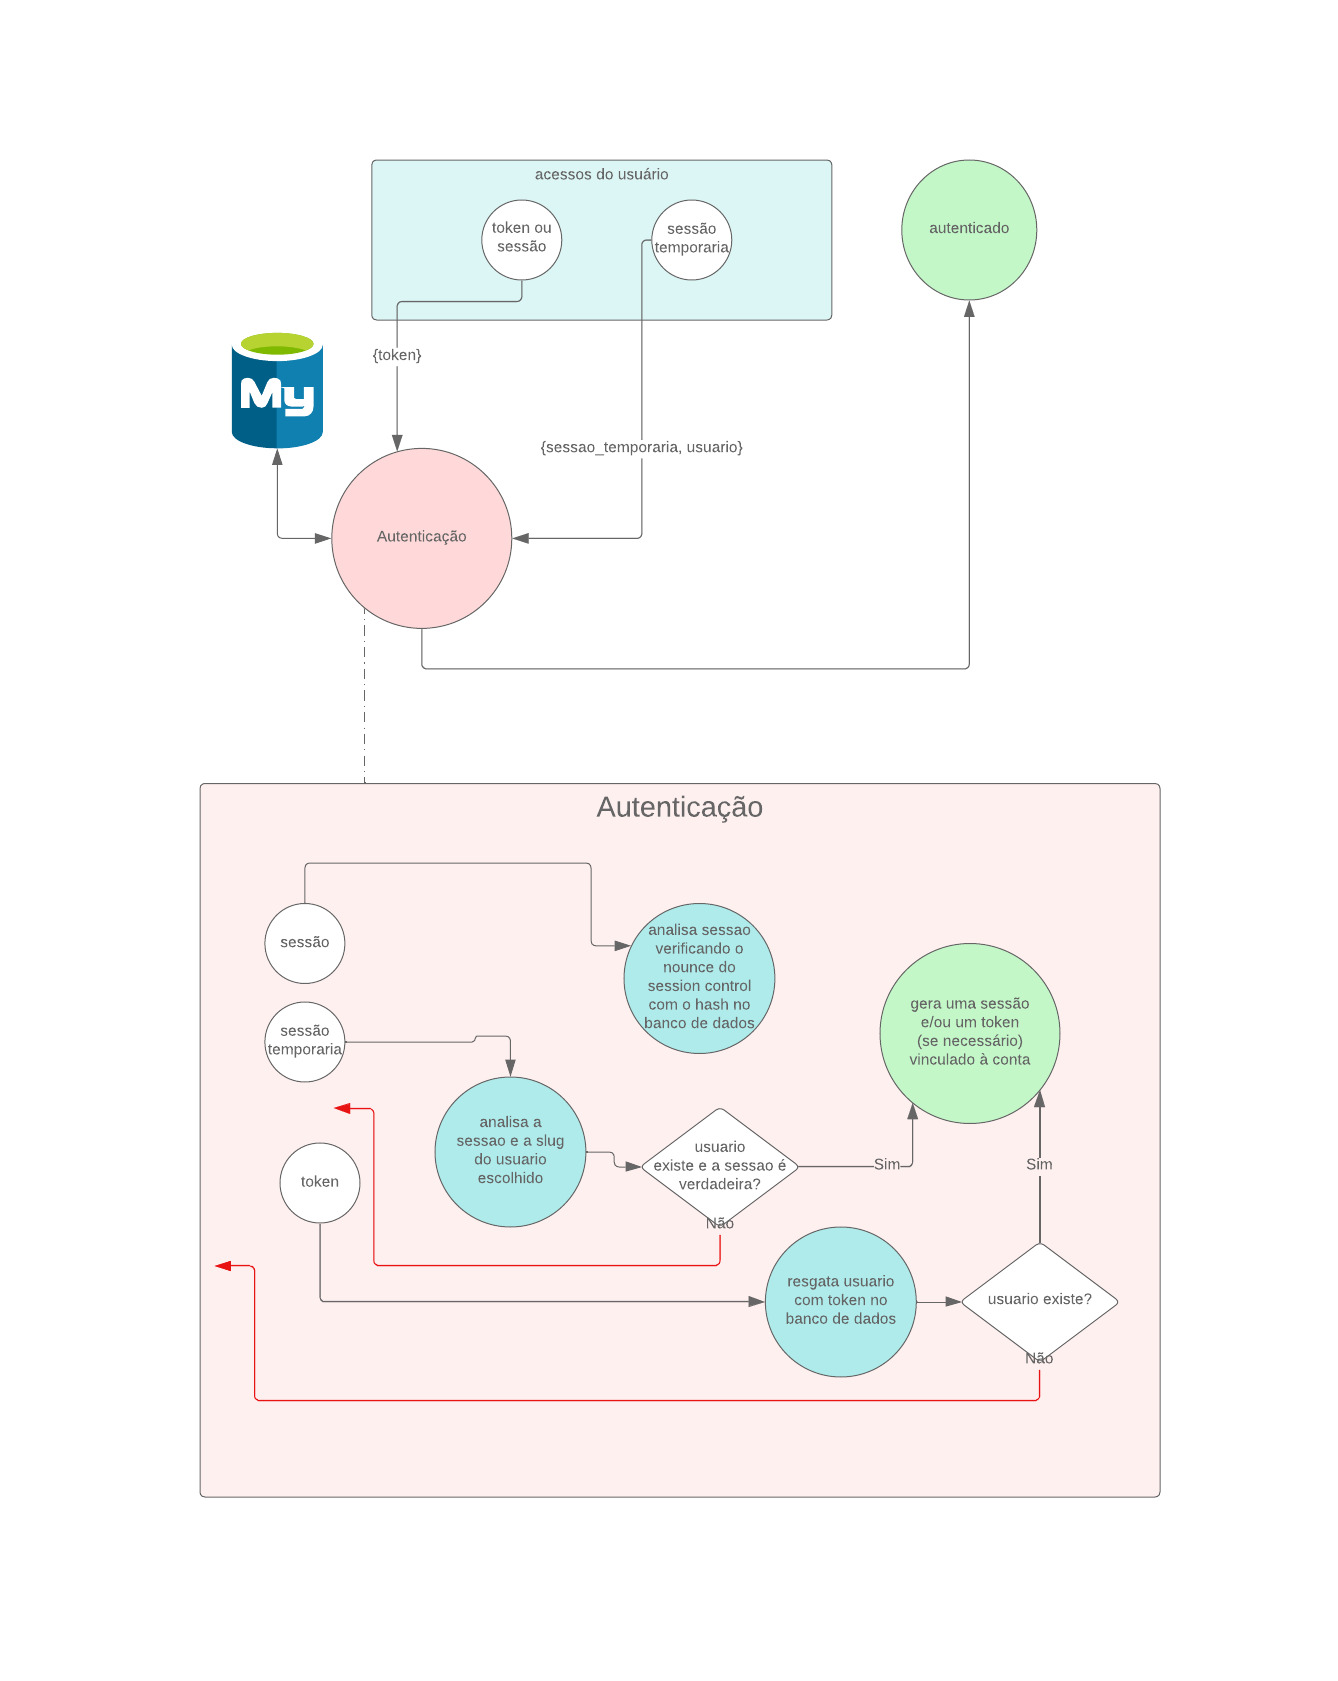 acessos do usuário
token ou
sessão
sessão
temporaria
autenticado
{token}
My
{sessao_temporaria, usuario}
Autenticação
Autenticação
sessão
analisa sessao
verificando o
nounce do
session control
com o hash no
banco de dados
gera uma sessão
e/ou um token
(se necessário)
vinculado à conta
sessão
temporaria
analisa a
sessao e a slug
do usuario
escolhido
usuario
existe e a sessao é
verdadeira?
Sim
Sim
token
Não
resgata usuario
com token no
banco de dados
usuario existe?
Não